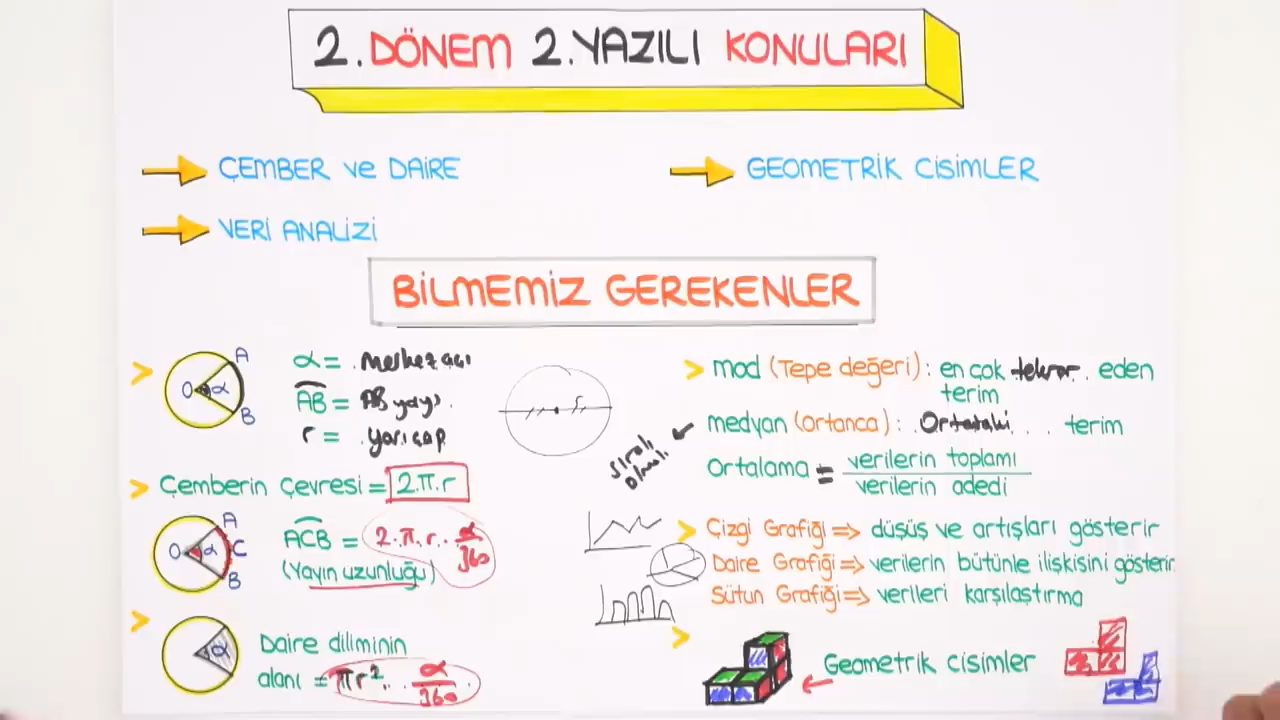 2. DÖNEM 2. YAZILI KONULARI
ÇEMBER ve DAİRE
GEOMETRİK CİSİMLER
VERİ ANALİZİ
BİLMEMİZ GEREKENLER
A
O
α
B
α = . Merkez açı
AB = AB yayı .
r = . yarıçap
r
Çemberin Çevresi = 2.π.r
A
O
α
C
B
ACB = 2.π.r. α/360
(Yayın uzunluğu)
α
Daire diliminin
alanı = πr². . α/360
mod (Tepe değeri) : en çok tekrar . eden
terim
medyan (ortanca) : . Ortadaki . . . terim
sıralı
olmalı.
Ortalama = verilerin toplamı
verilerin adedi
Çizgi Grafiği => düşüş ve artışları gösterir
Daire Grafiği => verilerin bütünle ilişkisini gösterir
Sütun Grafiği => verileri karşılaştırma
Geometrik cisimler